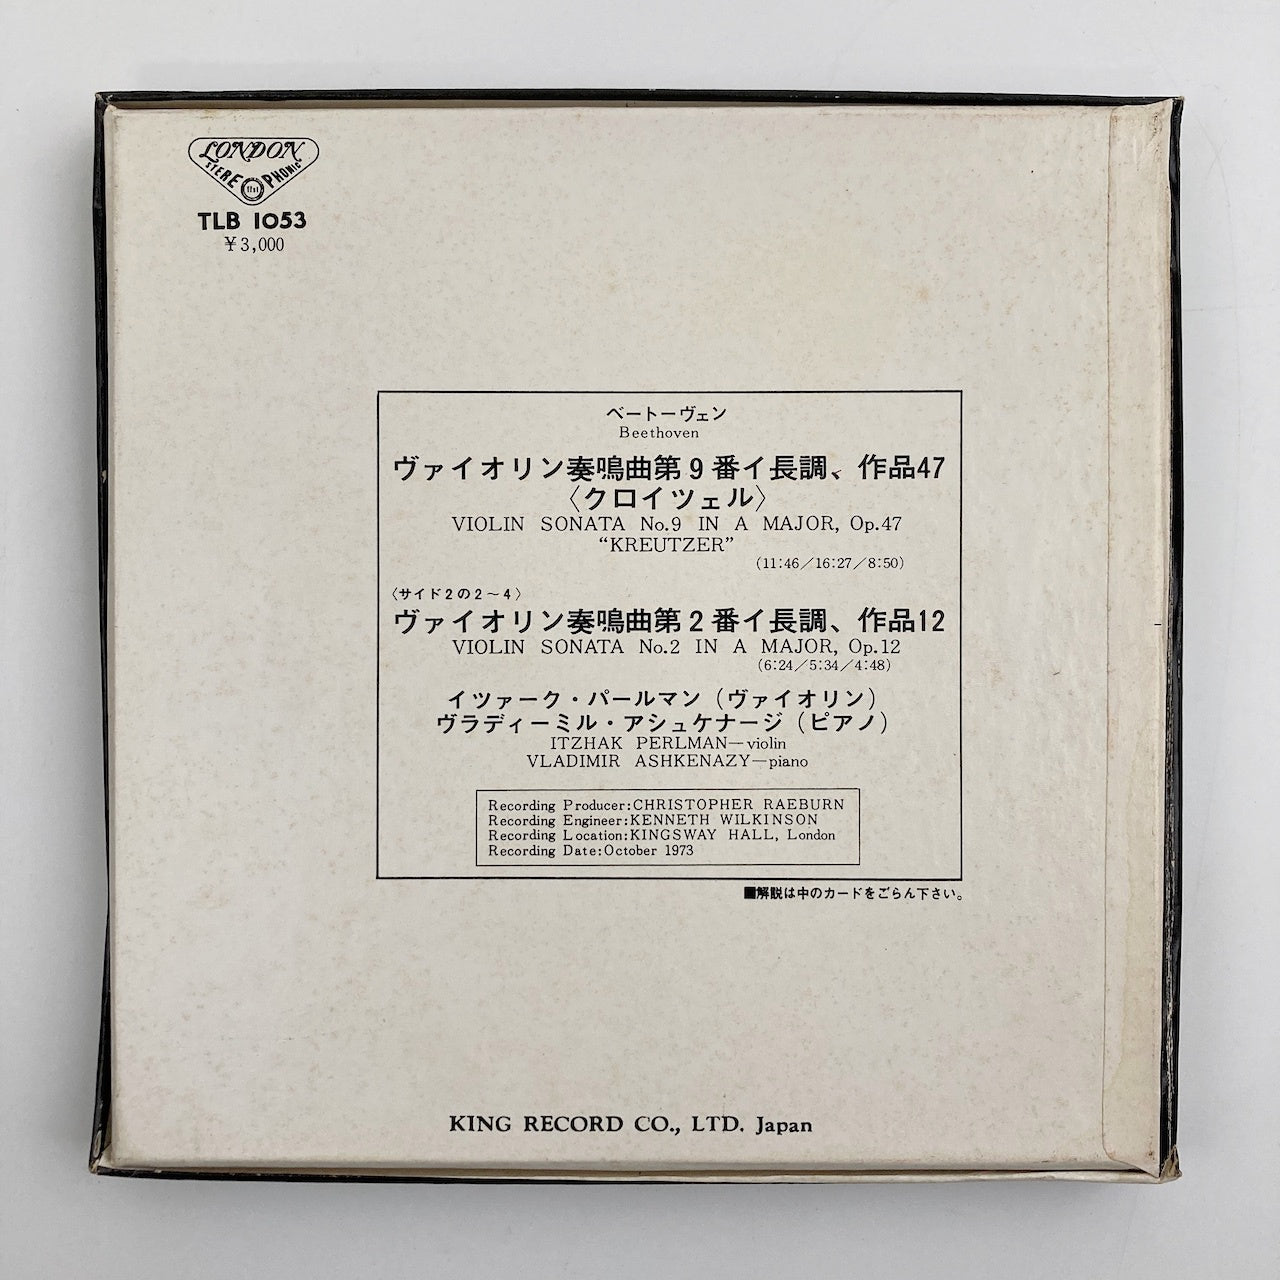 LONDON
STEREOPHONIC
TLB 1053
¥3,000
ベートーヴェン
Beethoven
ヴァイオリン奏鳴曲第9番イ長調、作品47
〈クロイツェル〉
VIOLIN SONATA No.9 IN A MAJOR, Op.47
“KREUTZER”
(11:46／16:27／8:50)
〈サイド2の2～4〉
ヴァイオリン奏鳴曲第2番イ長調、作品12
VIOLIN SONATA No.2 IN A MAJOR, Op.12
(6:24／5:34／4:48)
イツァーク・パールマン（ヴァイオリン）
ヴラディーミル・アシュケナージ（ピアノ）
ITZHAK PERLMAN—violin
VLADIMIR ASHKENAZY—piano
Recording Producer:CHRISTOPHER RAEBURN
Recording Engineer:KENNETH WILKINSON
Recording Location:KINGSWAY HALL, London
Recording Date:October 1973
■解説は中のカードをごらん下さい。
KING RECORD CO., LTD. Japan